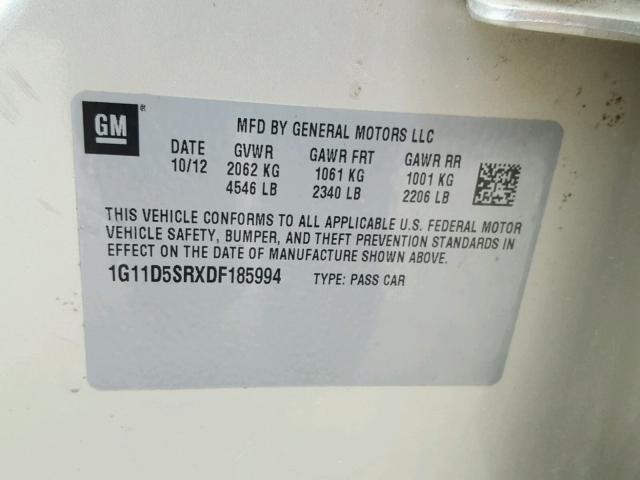 GM ®
MFD BY GENERAL MOTORS LLC
DATE GVWR GAWR FRT GAWR RR
10/12 2062 KG 1061 KG 1001 KG
4546 LB 2340 LB 2206 LB
THIS VEHICLE CONFORMS TO ALL APPLICABLE U.S. FEDERAL MOTOR
VEHICLE SAFETY, BUMPER, AND THEFT PREVENTION STANDARDS IN
EFFECT ON THE DATE OF MANUFACTURE SHOWN ABOVE.
1G11D5SRXDF185994 TYPE: PASS CAR